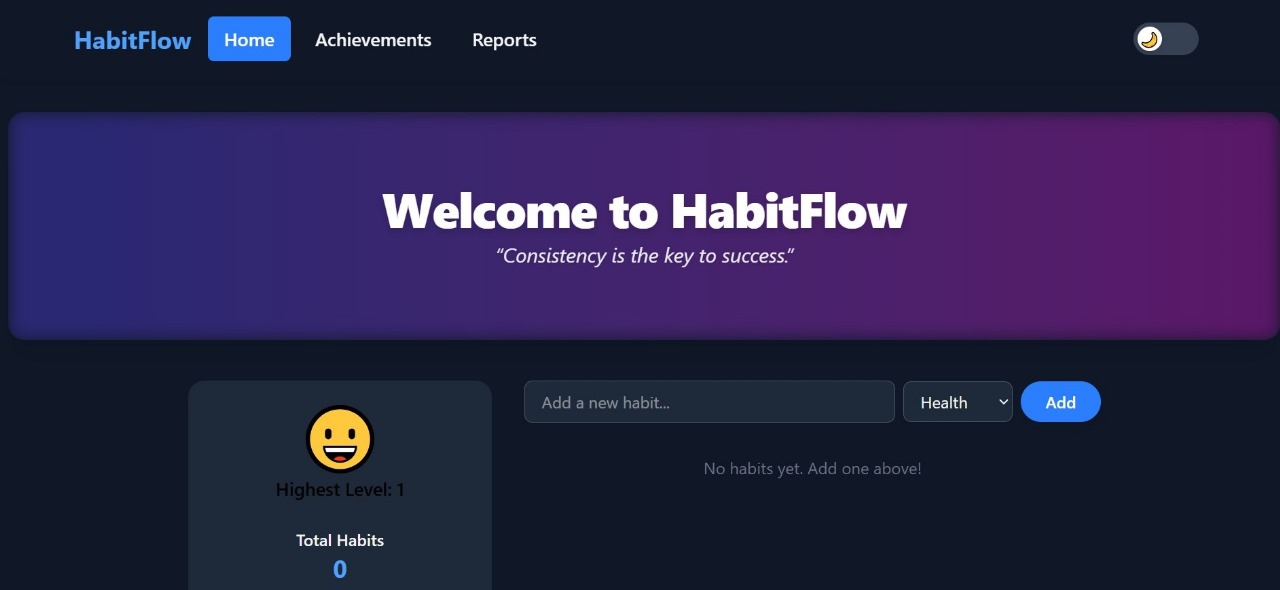 HabitFlow Home Achievements Reports
Welcome to HabitFlow
“Consistency is the key to success.”
Add a new habit... Health Add
No habits yet. Add one above!
Highest Level: 1
Total Habits
0